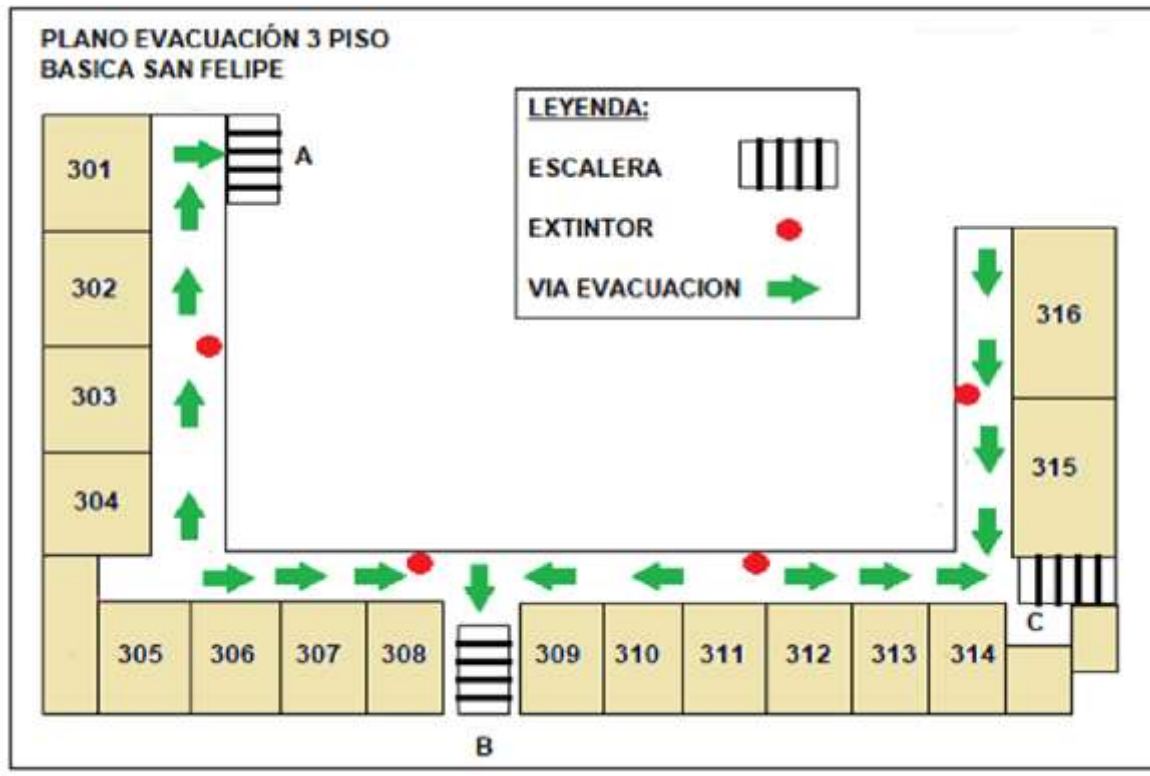 PLANO EVACUACIÓN 3 PISO
BASICA SAN FELIPE
LEYENDA:
ESCALERA
EXTINTOR
VIA EVACUACION
A
301
302
303
304
305
306
307
308
B
309
310
311
312
313
314
C
315
316